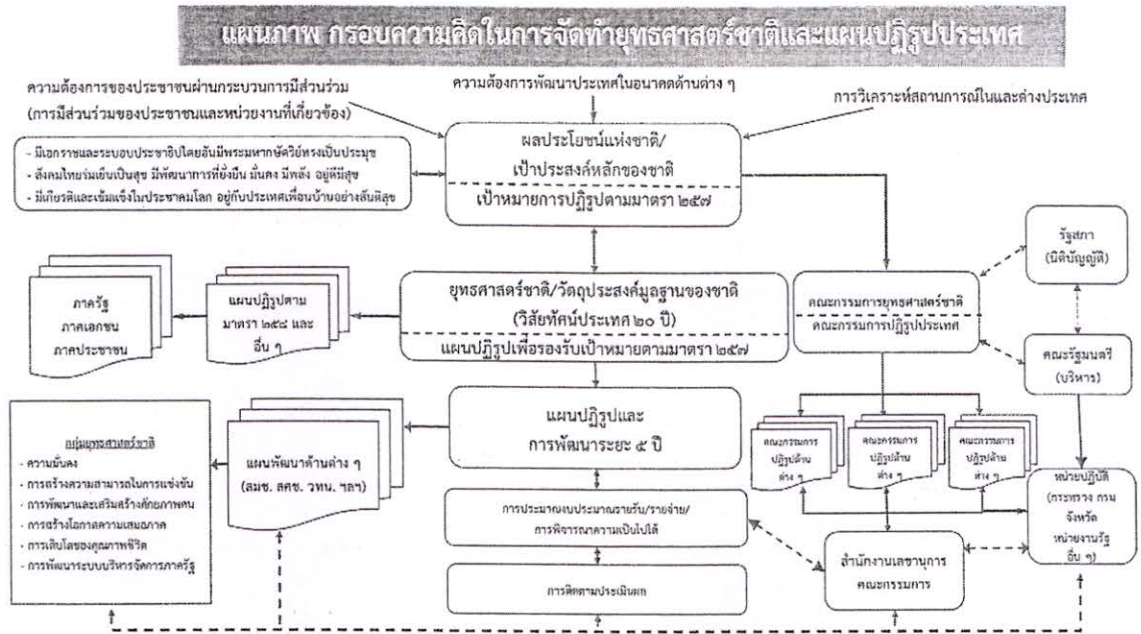 แผนภาพ กรอบความคิดในการจัดทำยุทธศาสตร์ชาติและแผนปฏิรูปประเทศ
ความต้องการของประชาชนผ่านกระบวนการมีส่วนร่วม
(การมีส่วนร่วมของประชาชนและหน่วยงานที่เกี่ยวข้อง)
ความต้องการพัฒนาประเทศในอนาคตด้านต่าง ๆ
การวิเคราะห์สถานการณ์ในและต่างประเทศ
- มีเอกราชและระบอบประชาธิปไตยอันมีพระมหากษัตริย์ทรงเป็นประมุข
- สังคมไทยร่มเย็นเป็นสุข มีพัฒนาการที่ยั่งยืน มั่นคง มีพลัง อยู่ดีมีสุข
- มีเกียรติและเข้มแข็งในประชาคมโลก อยู่กับประเทศเพื่อนบ้านอย่างสันติสุข
ผลประโยชน์แห่งชาติ/
เป้าประสงค์หลักของชาติ
เป้าหมายการปฏิรูปตามมาตรา ๒๕๗
รัฐสภา
(นิติบัญญัติ)
ภาครัฐ
ภาคเอกชน
ภาคประชาชน
แผนปฏิรูปตาม
มาตรา ๒๕๘ และ
อื่น ๆ
ยุทธศาสตร์ชาติ/วัตถุประสงค์มูลฐานของชาติ
(วิสัยทัศน์ประเทศ ๒๐ ปี)
แผนปฏิรูปเพื่อรองรับเป้าหมายตามมาตรา ๒๕๗
คณะกรรมการยุทธศาสตร์ชาติ
คณะกรรมการปฏิรูปประเทศ
คณะรัฐมนตรี
(บริหาร)
กลุ่มยุทธศาสตร์ชาติ
- ความมั่นคง
- การสร้างความสามารถในการแข่งขัน
- การพัฒนาและเสริมสร้างศักยภาพคน
- การสร้างโอกาสความเสมอภาค
- การเติบโตของคุณภาพชีวิต
- การพัฒนาระบบบริหารจัดการภาครัฐ
แผนพัฒนาด้านต่าง ๆ
(สมช. สศช. วทน. ฯลฯ)
แผนปฏิรูปและ
การพัฒนาระยะ ๕ ปี
คณะกรรมการ
ปฏิรูปด้าน
ต่าง ๆ
คณะกรรมการ
ปฏิรูปด้าน
ต่าง ๆ
คณะกรรมการ
ปฏิรูปด้าน
ต่าง ๆ
หน่วยปฏิบัติ
(กระทรวง กรม
จังหวัด
หน่วยงานรัฐ
อื่น ๆ)
การประมาณงบประมาณรายรับ/รายจ่าย/
การพิจารณาความเป็นไปได้
สำนักงานเลขานุการ
คณะกรรมการ
การติดตามประเมินผล